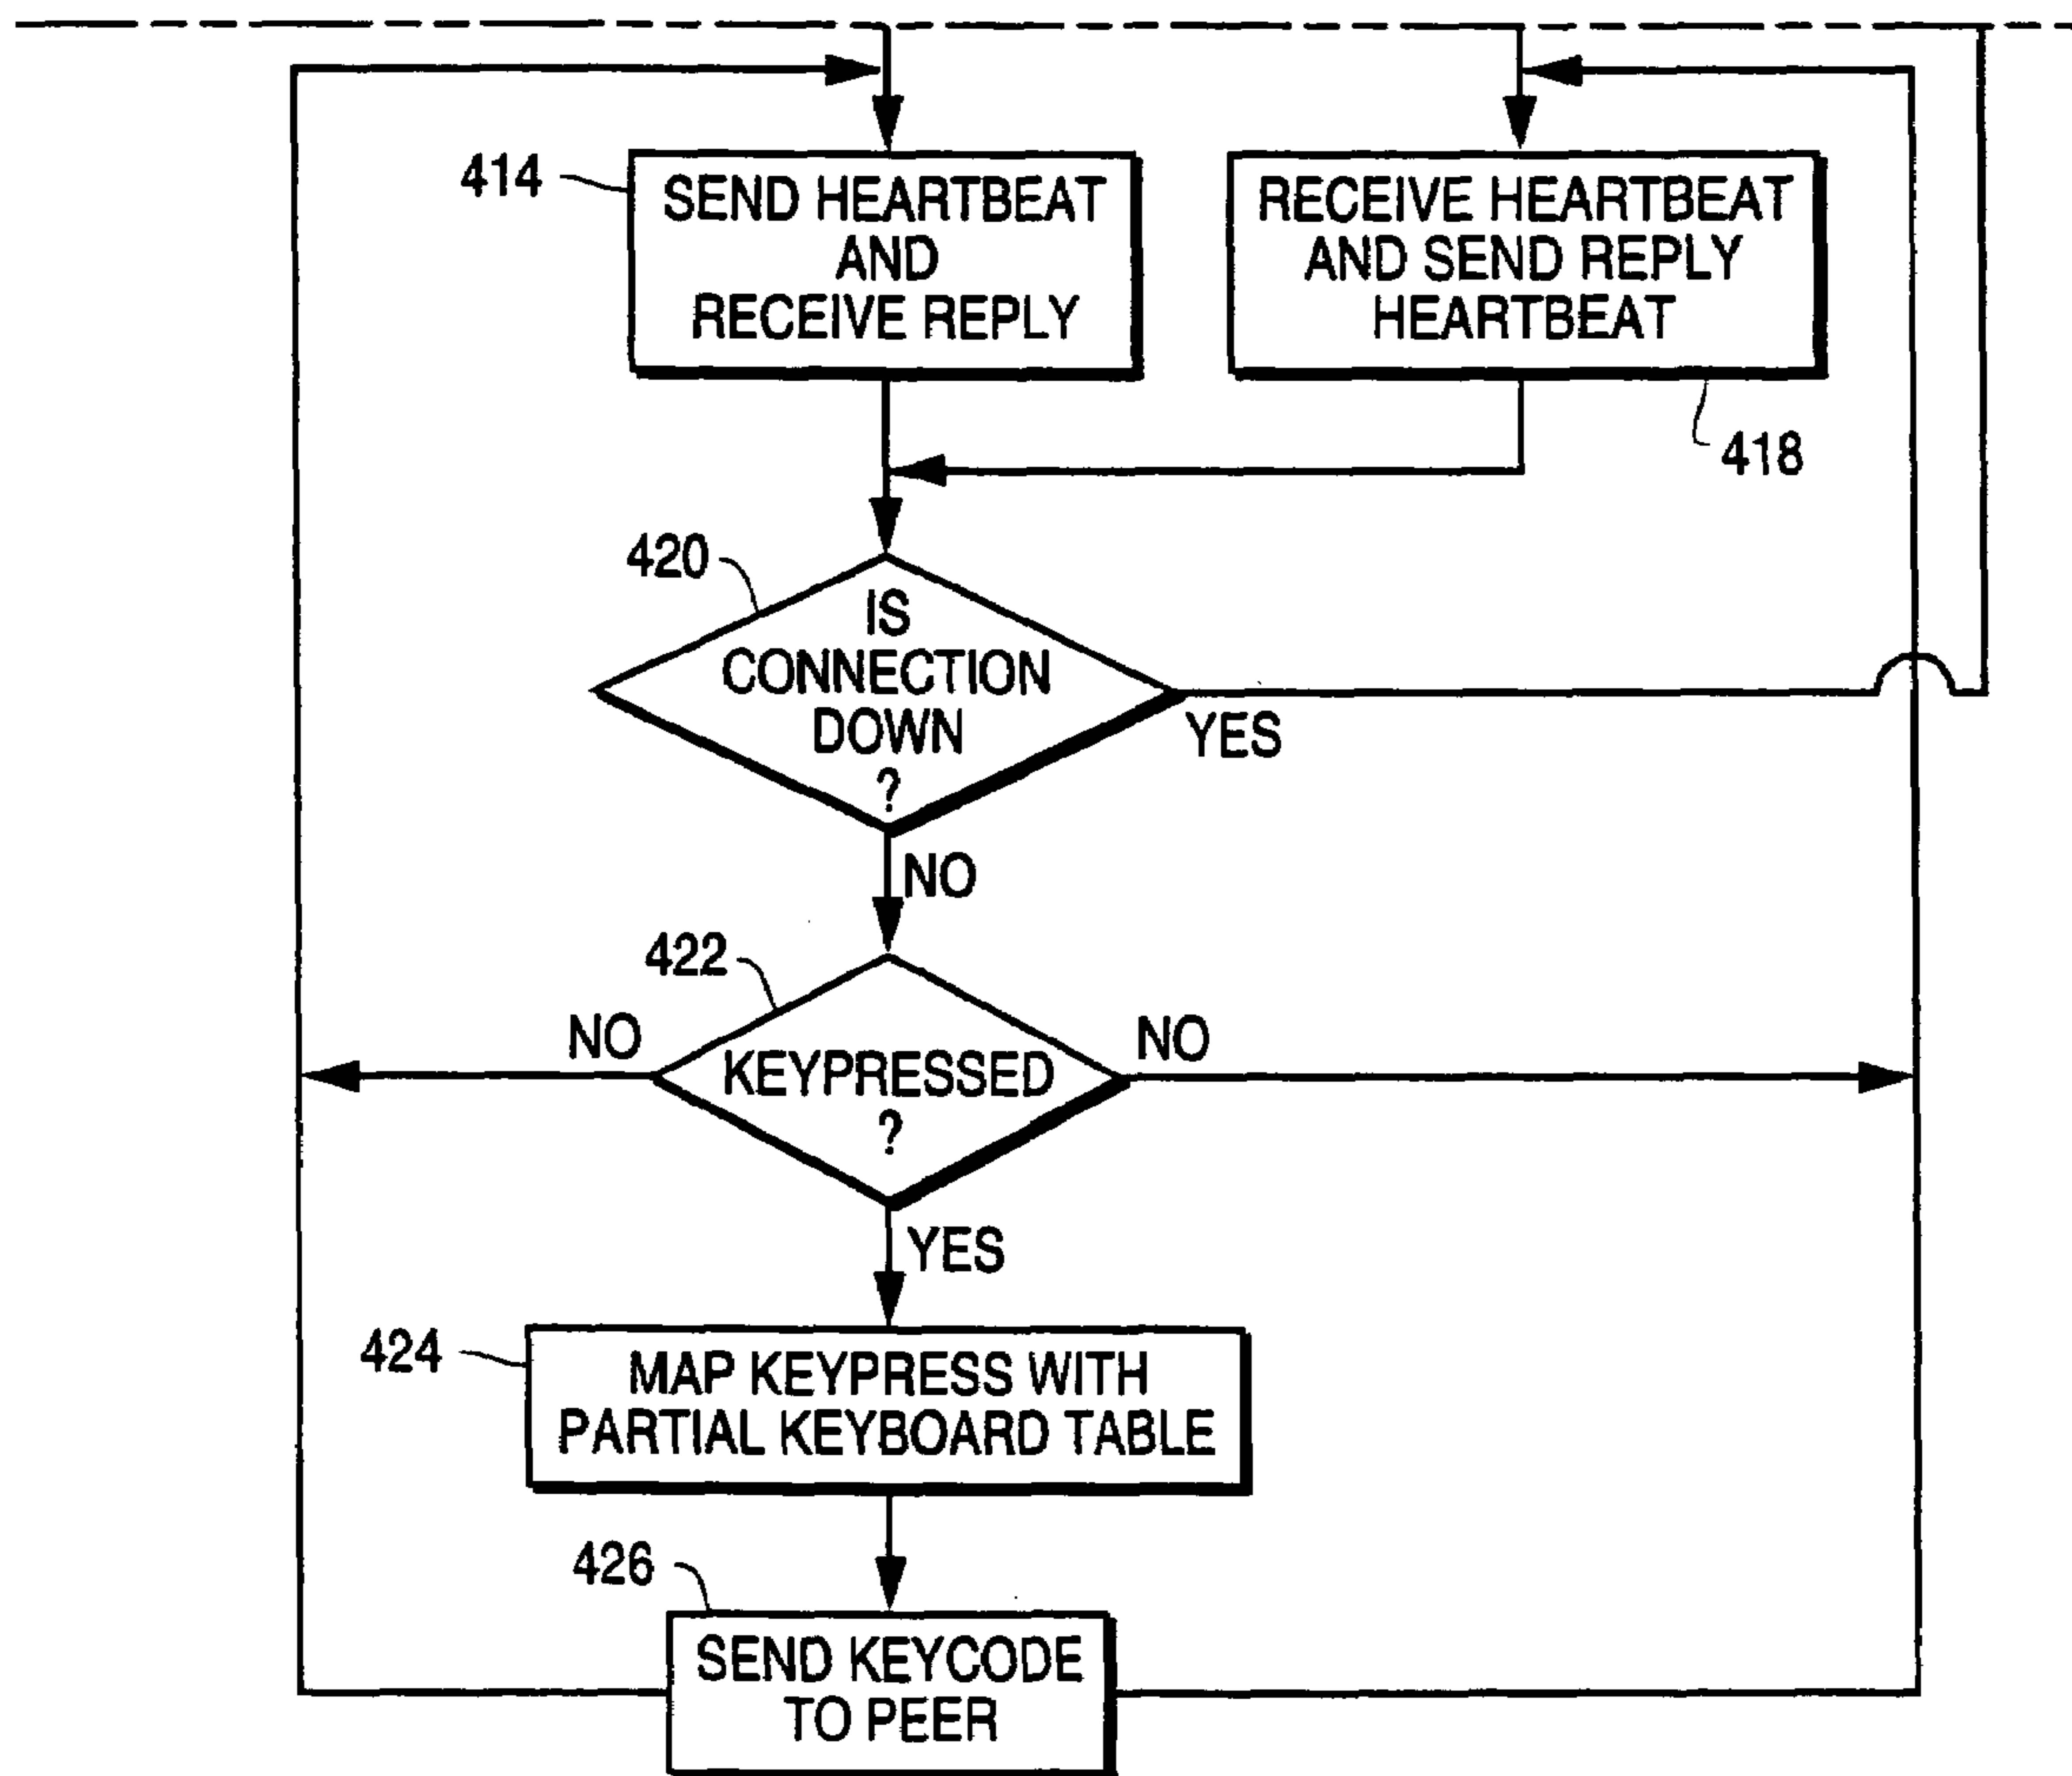 414
SEND HEARTBEAT
AND
RECEIVE REPLY
RECEIVE HEARTBEAT
AND SEND REPLY
HEARTBEAT
418
420
IS
CONNECTION
DOWN
?
YES
NO
422
NO
KEYPRESSED
?
NO
YES
424
MAP KEYPRESS WITH
PARTIAL KEYBOARD TABLE
426
SEND KEYCODE
TO PEER